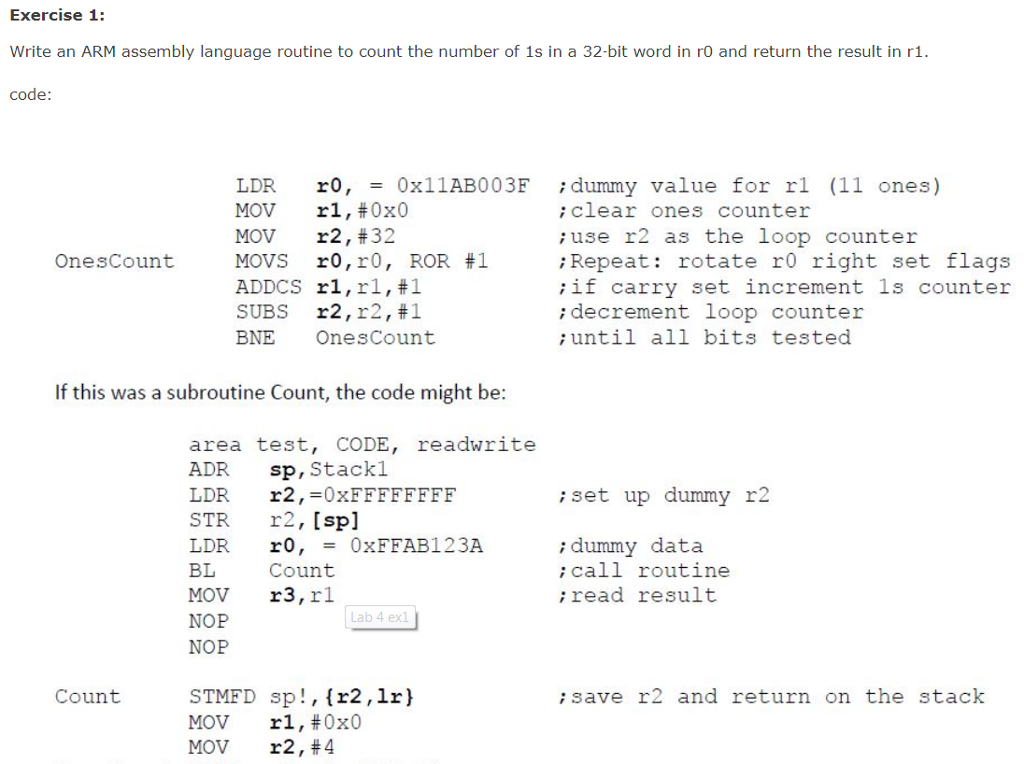 Exercise 1:
Write an ARM assembly language routine to count the number of 1s in a 32-bit word in r0 and return the result in r1.
code:
LDR r0, = 0x11AB003F ;dummy value for r1 (11 ones)
MOV r1,#0x0 ;clear ones counter
MOV r2,#32 ;use r2 as the loop counter
OnesCount MOVS r0,r0, ROR #1 ;Repeat: rotate r0 right set flags
ADDCS r1,r1,#1 ;if carry set increment 1s counter
SUBS r2,r2,#1 ;decrement loop counter
BNE OnesCount ;until all bits tested
If this was a subroutine Count, the code might be:
area test, CODE, readwrite
ADR sp,Stack1
LDR r2,=0xFFFFFFFF ;set up dummy r2
STR r2,[sp]
LDR r0, = 0xFFAB123A ;dummy data
BL Count ;call routine
MOV r3,r1 ;read result
NOP
Lab 4 ex1
NOP
Count STMFD sp!,{r2,lr} ;save r2 and return on the stack
MOV r1,#0x0
MOV r2,#4